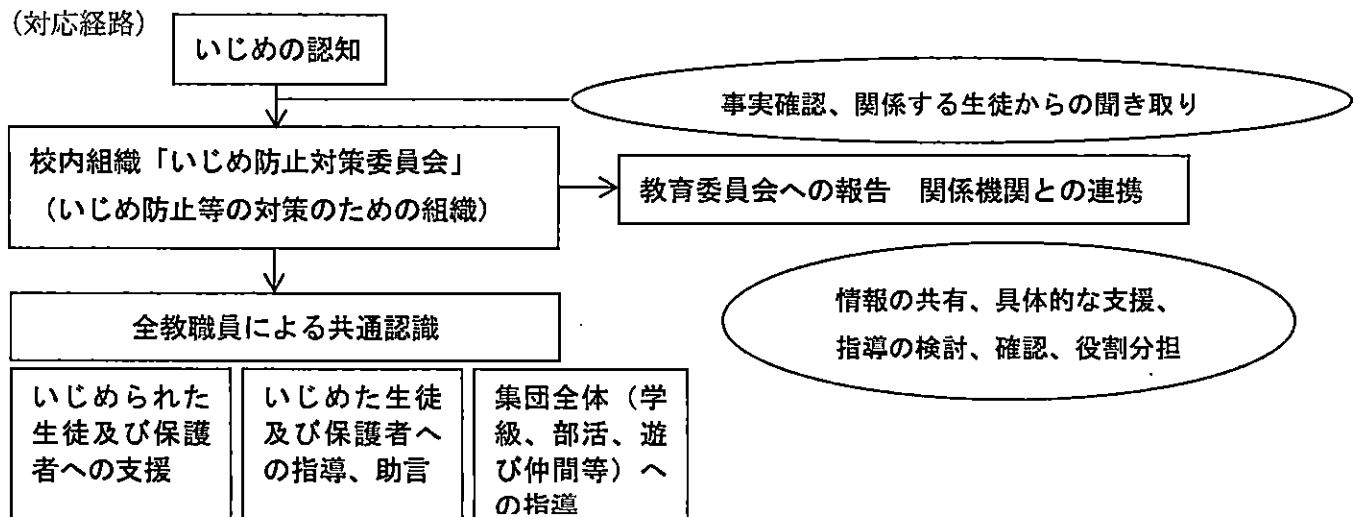 (対応経路)
いじめの認知
事実確認、関係する生徒からの聞き取り
校内組織「いじめ防止対策委員会」
(いじめ防止等の対策のための組織)
教育委員会への報告　関係機関との連携
情報の共有、具体的な支援、
指導の検討、確認、役割分担
全教職員による共通認識
いじめられた
生徒及び保護
者への支援
いじめた生徒
及び保護者へ
の指導、助言
集団全体（学
級、部活、遊
び仲間等）へ
の指導